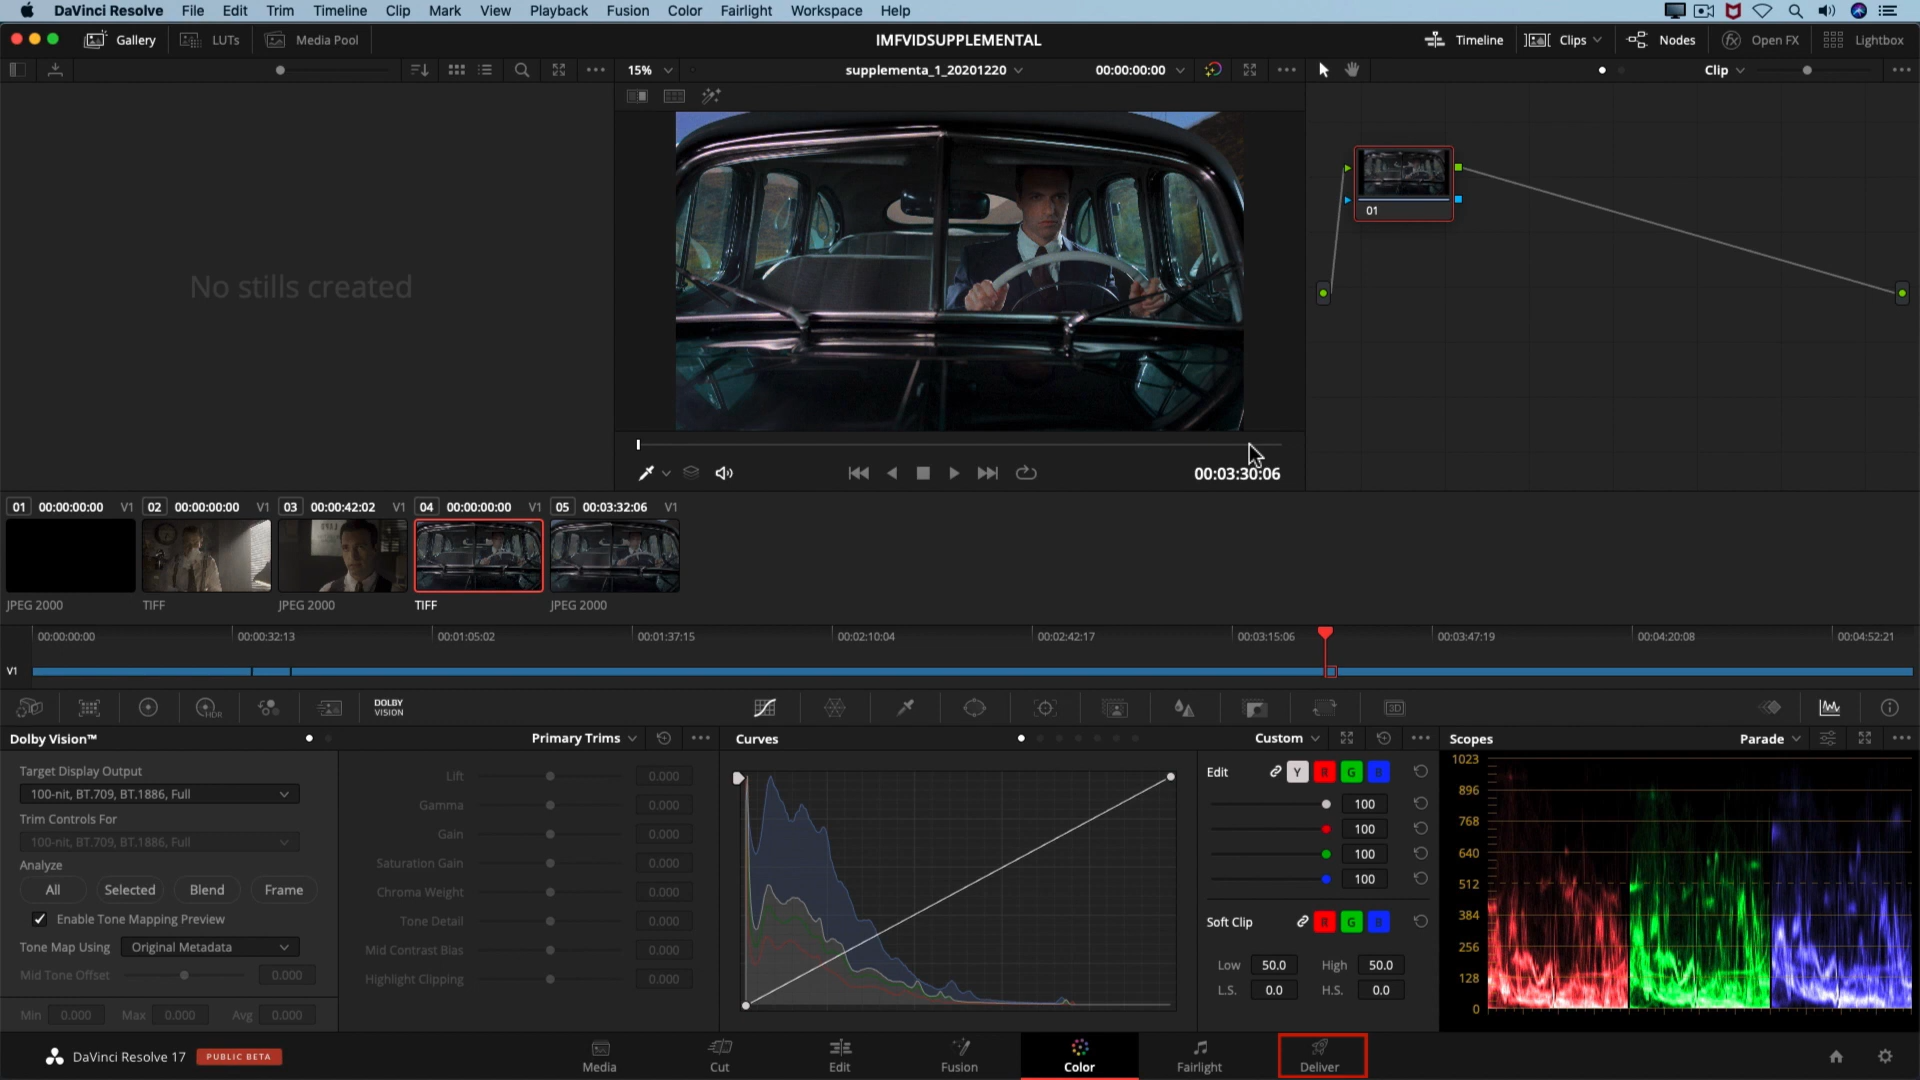 DaVinci Resolve File Edit Trim Timeline Clip Mark View Playback Fusion Color Fairlight Workspace Help
Gallery LUTs Media Pool IMFVIDSUPPLEMENTAL Timeline Clips Nodes Open FX Lightbox
15% supplementa_1_20201220 00:00:00:00 Clip
No stills created
01
00:03:30:06
01 00:00:00:00 V1 02 00:00:00:00 V1 03 00:00:42:02 V1 04 00:00:00:00 V1 05 00:03:32:06 V1
JPEG 2000 TIFF JPEG 2000 TIFF JPEG 2000
00:00:00:00 00:00:32:13 00:01:05:02 00:01:37:15 00:02:10:04 00:02:42:17 00:03:15:06 00:03:47:19 00:04:20:08 00:04:52:21
V1
HDR DOLBY VISION 3D
Dolby Vision™ Primary Trims Curves Custom Scopes Parade
Target Display Output
100-nit, BT.709, BT.1886, Full
Trim Controls For
100-nit, BT.709, BT.1886, Full
Analyze
All Selected Blend Frame
Enable Tone Mapping Preview
Tone Map Using Original Metadata
Mid Tone Offset 0.000
Min 0.000 Max 0.000 Avg 0.000
Lift 0.000
Gamma 0.000
Gain 0.000
Saturation Gain 0.000
Chroma Weight 0.000
Tone Detail 0.000
Mid Contrast Bias 0.000
Highlight Clipping 0.000
Edit Y R G B
100
100
100
100
Soft Clip R G B
Low 50.0 High 50.0
L.S. 0.0 H.S. 0.0
1023
896
768
640
512
384
256
128
0
DaVinci Resolve 17 PUBLIC BETA
Media Cut Edit Fusion Color Fairlight Deliver